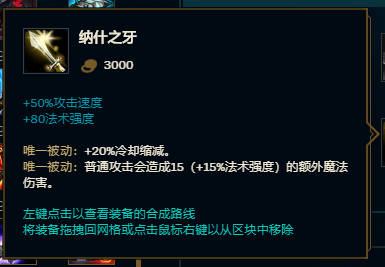 纳什之牙
3000
+50%攻击速度
+80法术强度
唯一被动：+20%冷却缩减。
唯一被动：普通攻击会造成15（+15%法术强度）的额外魔法
伤害。
左键点击以查看装备的合成路线
将装备拖拽回网格或点击鼠标右键以从区块中移除